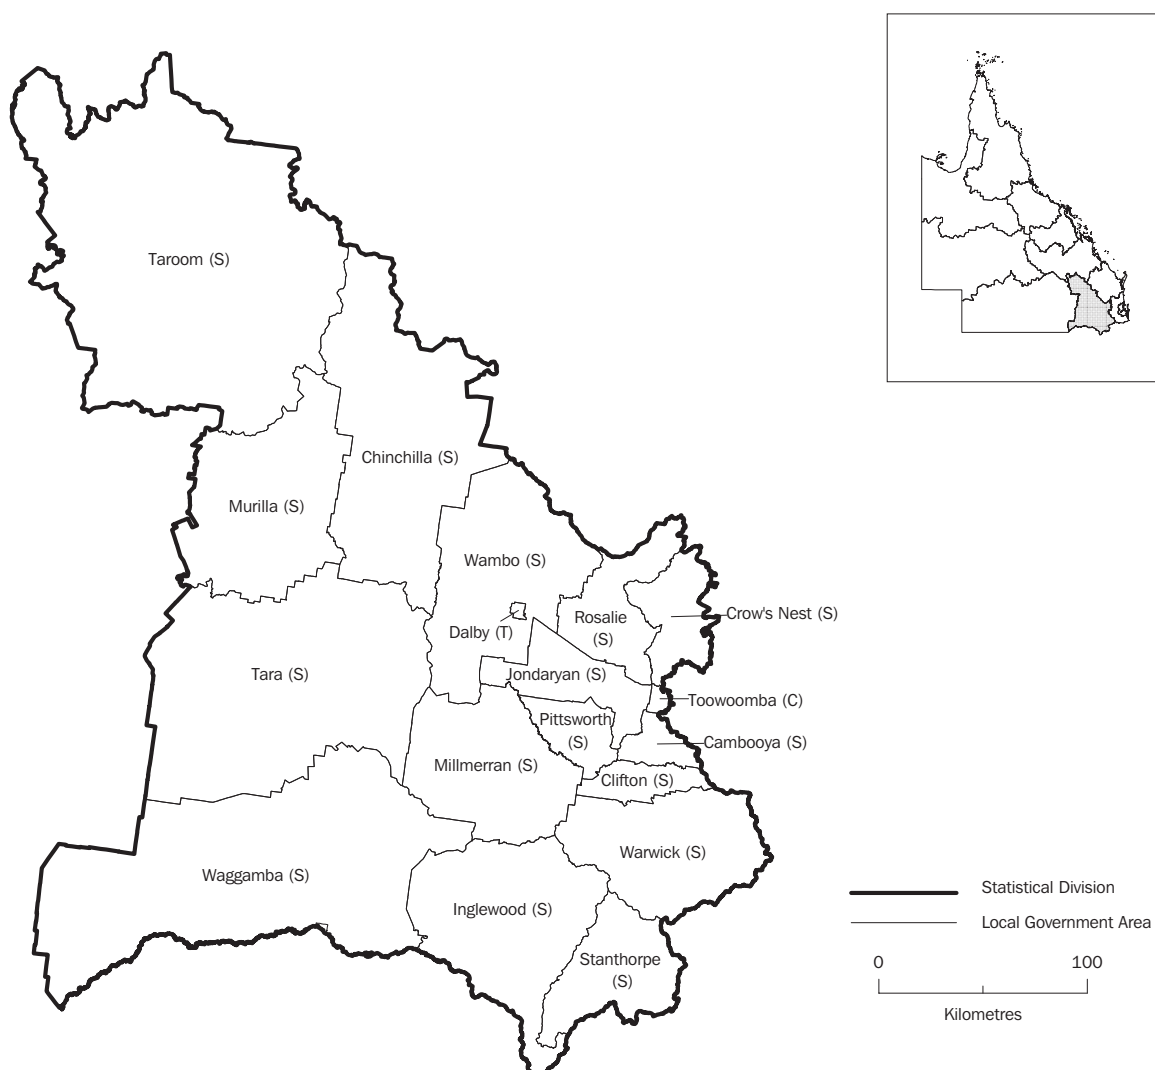 Taroom (S)
Chinchilla (S)
Murilla (S)
Wambo (S)
Rosalie
(S)
Crow's Nest (S)
Dalby (T)
Tara (S)
Jondaryan (S)
Toowoomba (C)
Pittsworth
(S)
Cambooya (S)
Millmerran (S)
Clifton (S)
Warwick (S)
Waggamba (S)
Inglewood (S)
Stanthorpe
(S)
Statistical Division
Local Government Area
0 100
Kilometres